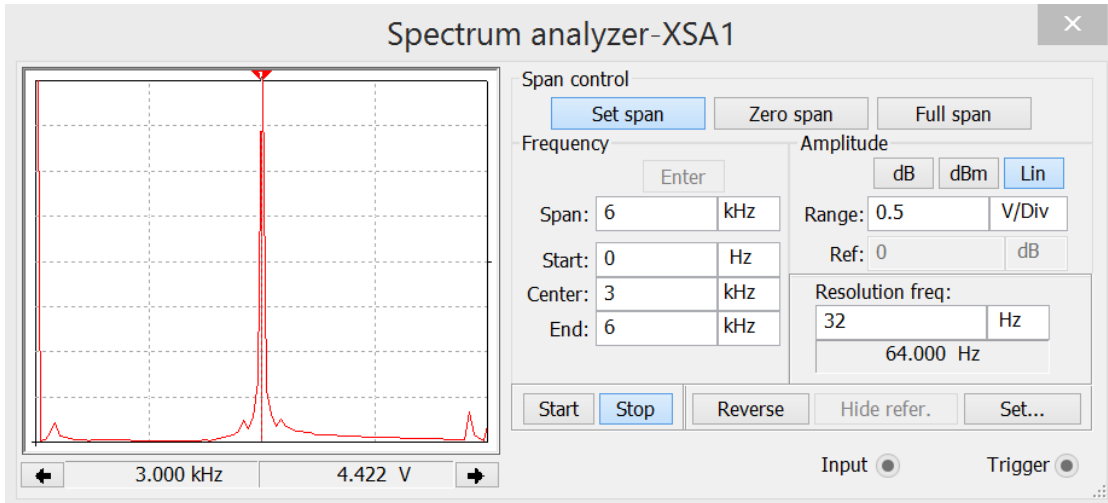 Spectrum analyzer-XSA1
Span control
Set span Zero span Full span
Frequency
Enter
Span: 6 kHz
Start: 0 Hz
Center: 3 kHz
End: 6 kHz
Amplitude
dB dBm Lin
Range: 0.5 V/Div
Ref: 0 dB
Resolution freq:
32 Hz
64.000 Hz
Start Stop Reverse Hide refer. Set...
3.000 kHz 4.422 V
Input Trigger